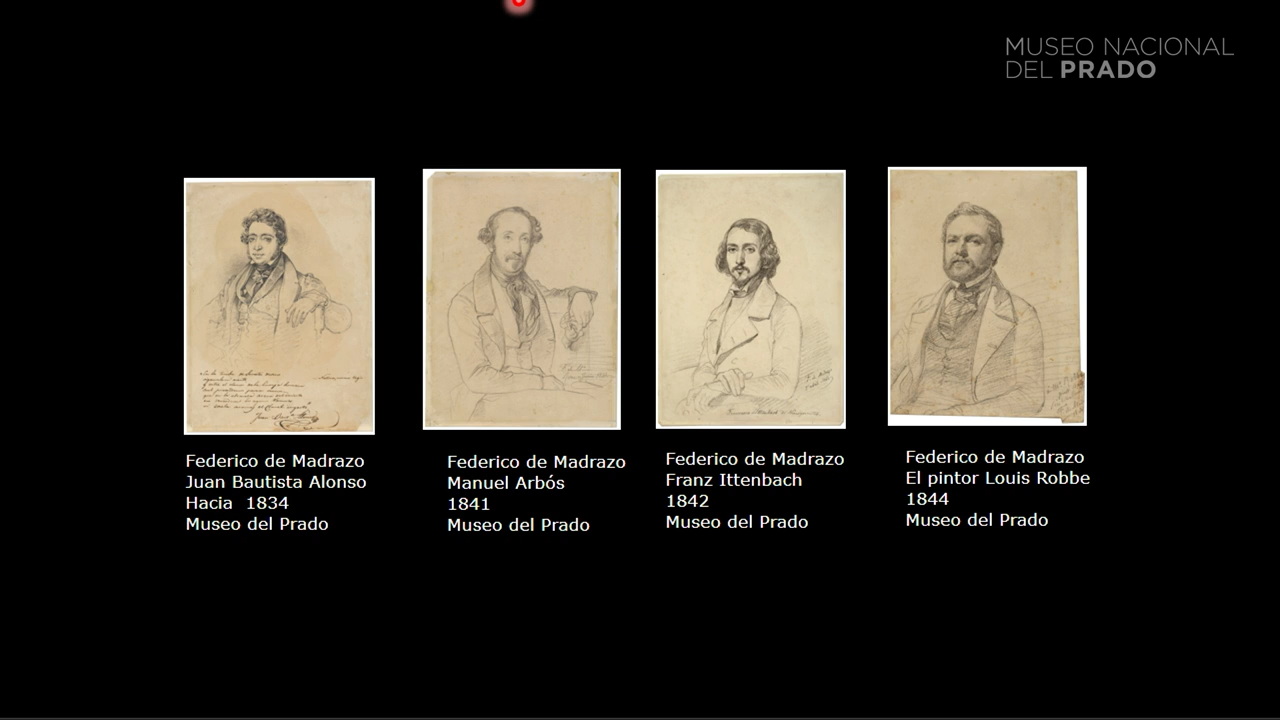 MUSEO NACIONAL
DEL PRADO
Federico de Madrazo
Juan Bautista Alonso
Hacia 1834
Museo del Prado
Federico de Madrazo
Manuel Arbós
1841
Museo del Prado
Federico de Madrazo
Franz Ittenbach
1842
Museo del Prado
Federico de Madrazo
El pintor Louis Robbe
1844
Museo del Prado